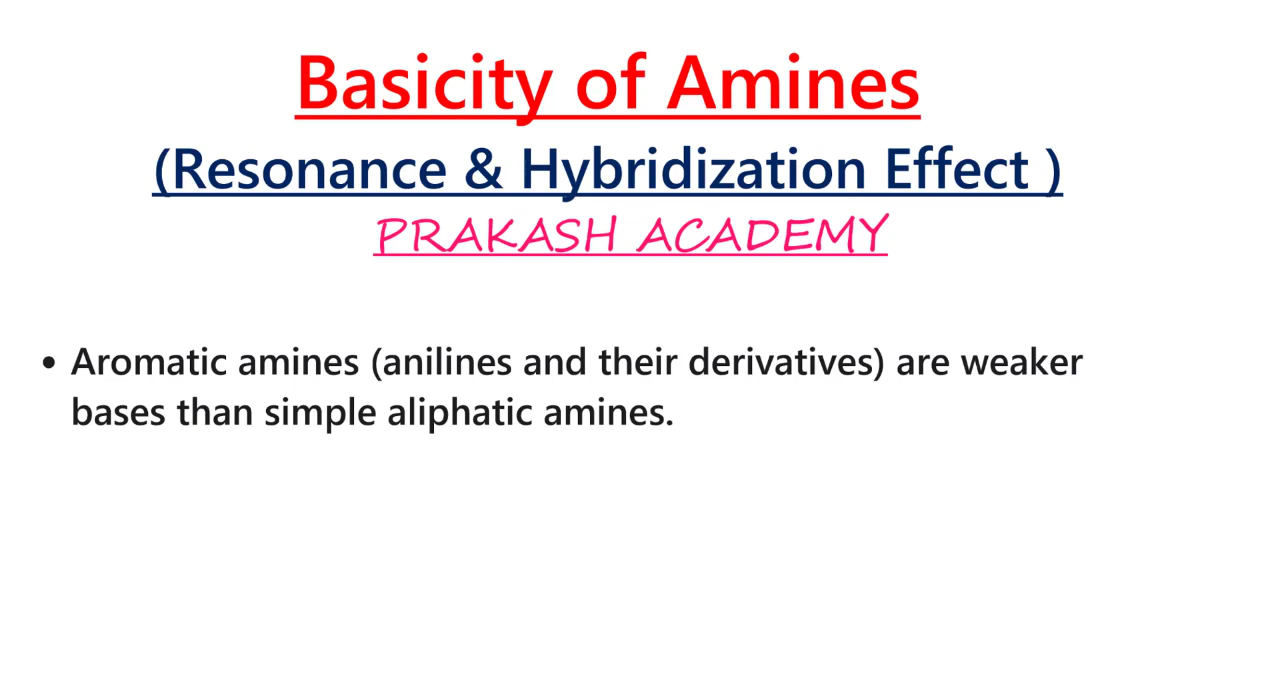 Basicity of Amines
(Resonance & Hybridization Effect )
PRAKASH ACADEMY
• Aromatic amines (anilines and their derivatives) are weaker
bases than simple aliphatic amines.